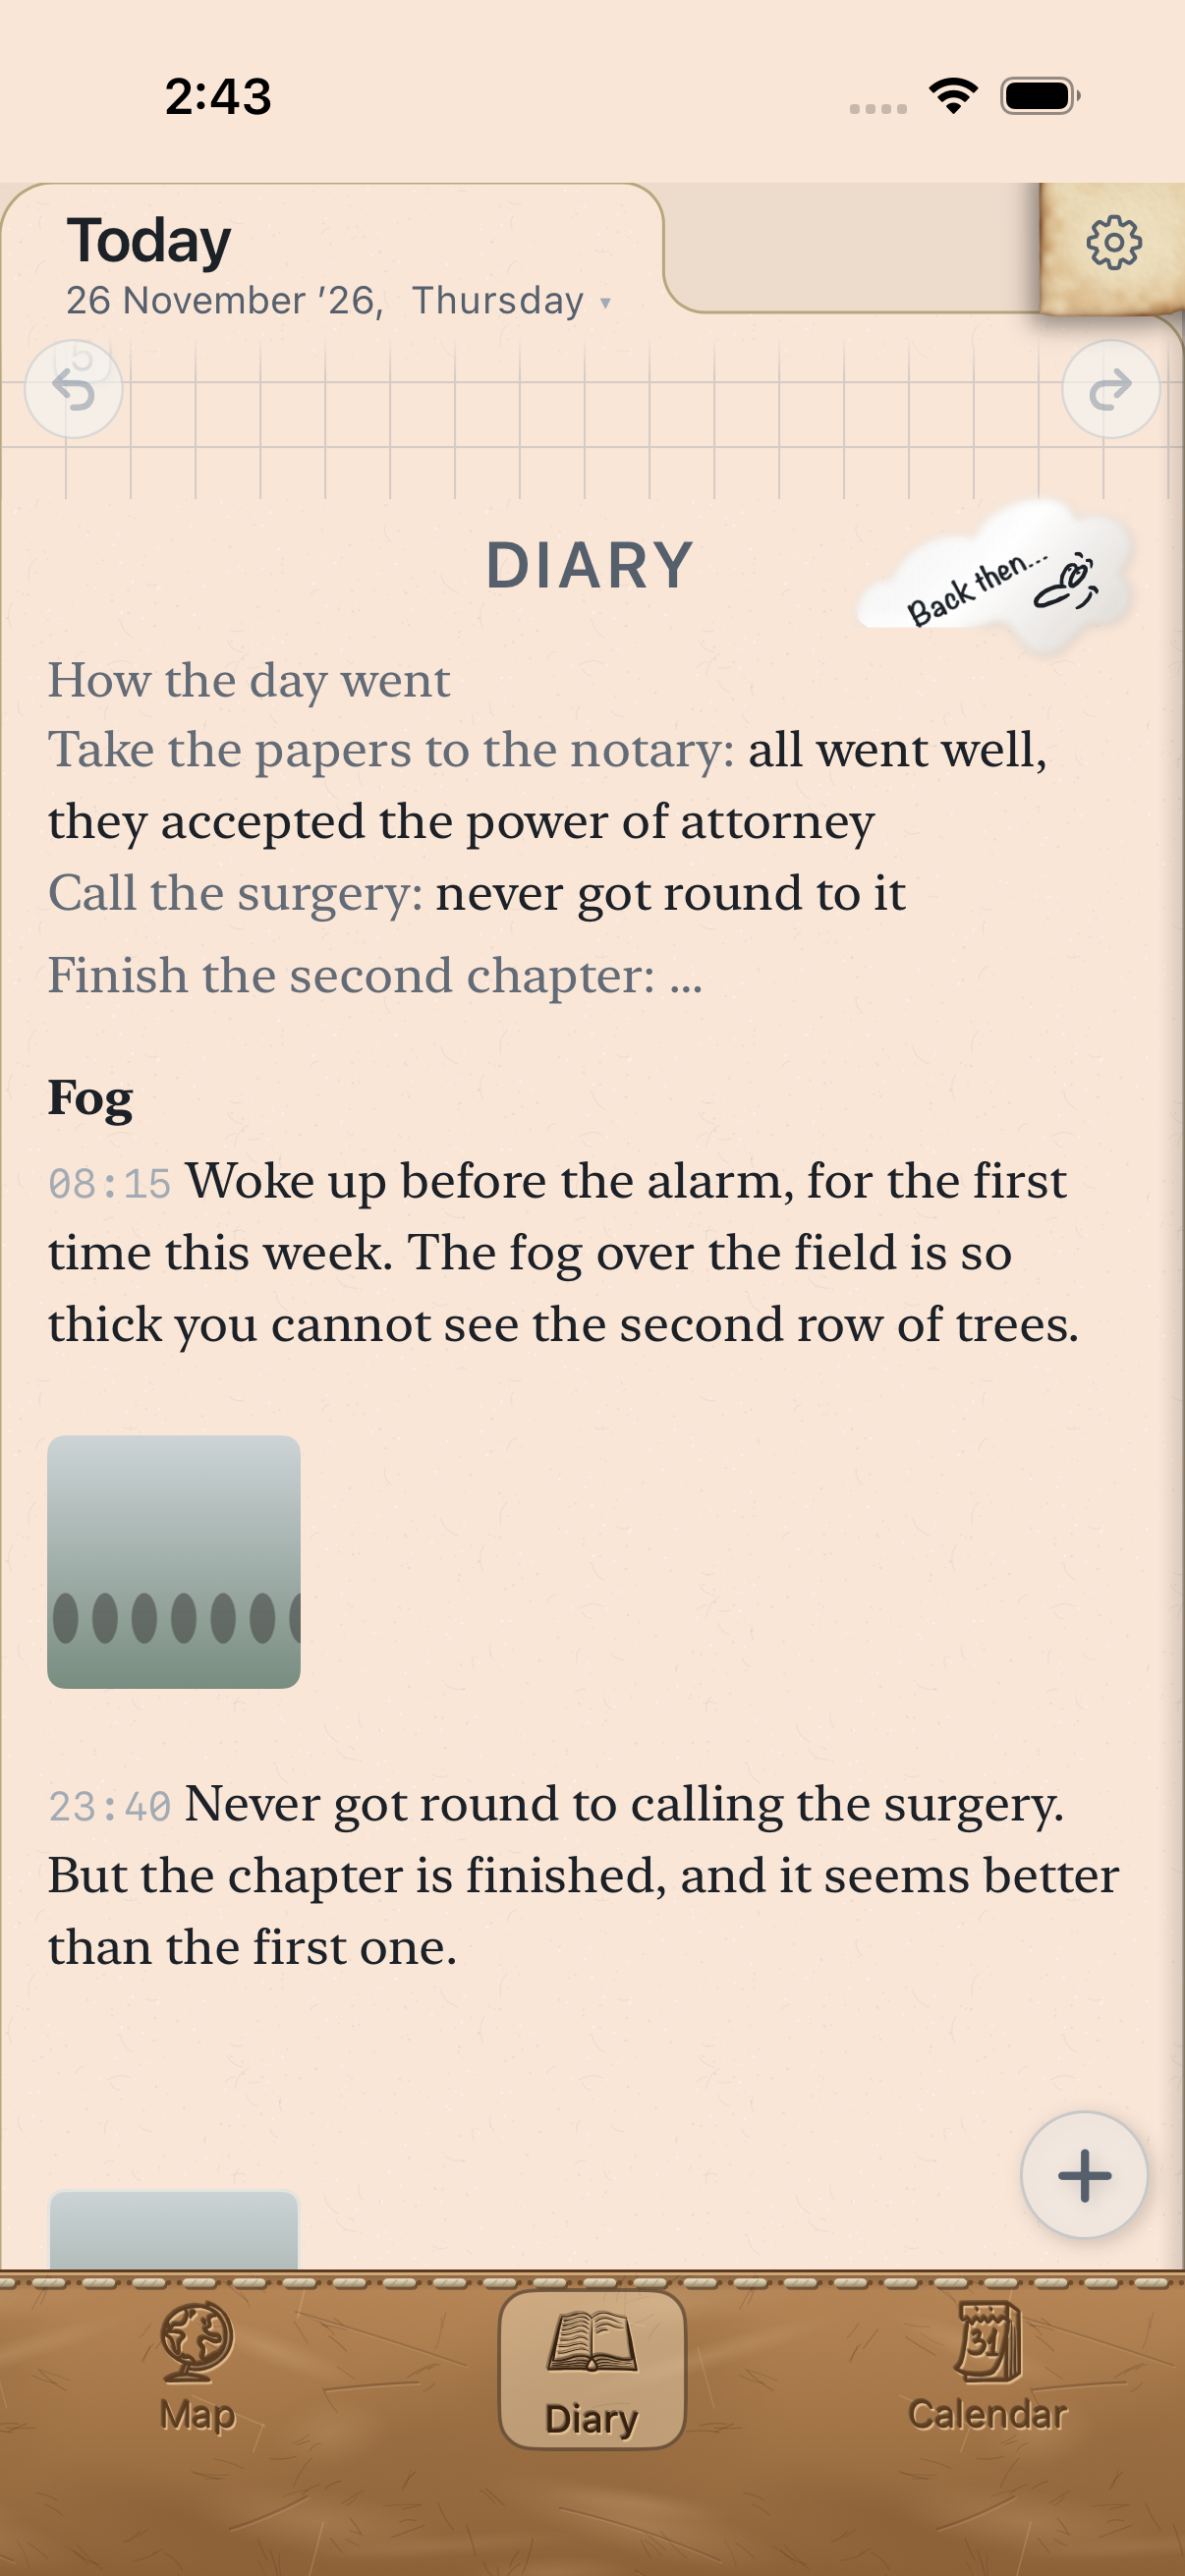 2:43
Today
26 November ’26, Thursday
5
DIARY
Back then...
How the day went
Take the papers to the notary: all went well,
they accepted the power of attorney
Call the surgery: never got round to it
Finish the second chapter: ...
Fog
08:15 Woke up before the alarm, for the first
time this week. The fog over the field is so
thick you cannot see the second row of trees.
23:40 Never got round to calling the surgery.
But the chapter is finished, and it seems better
than the first one.
31
Map
Diary
Calendar